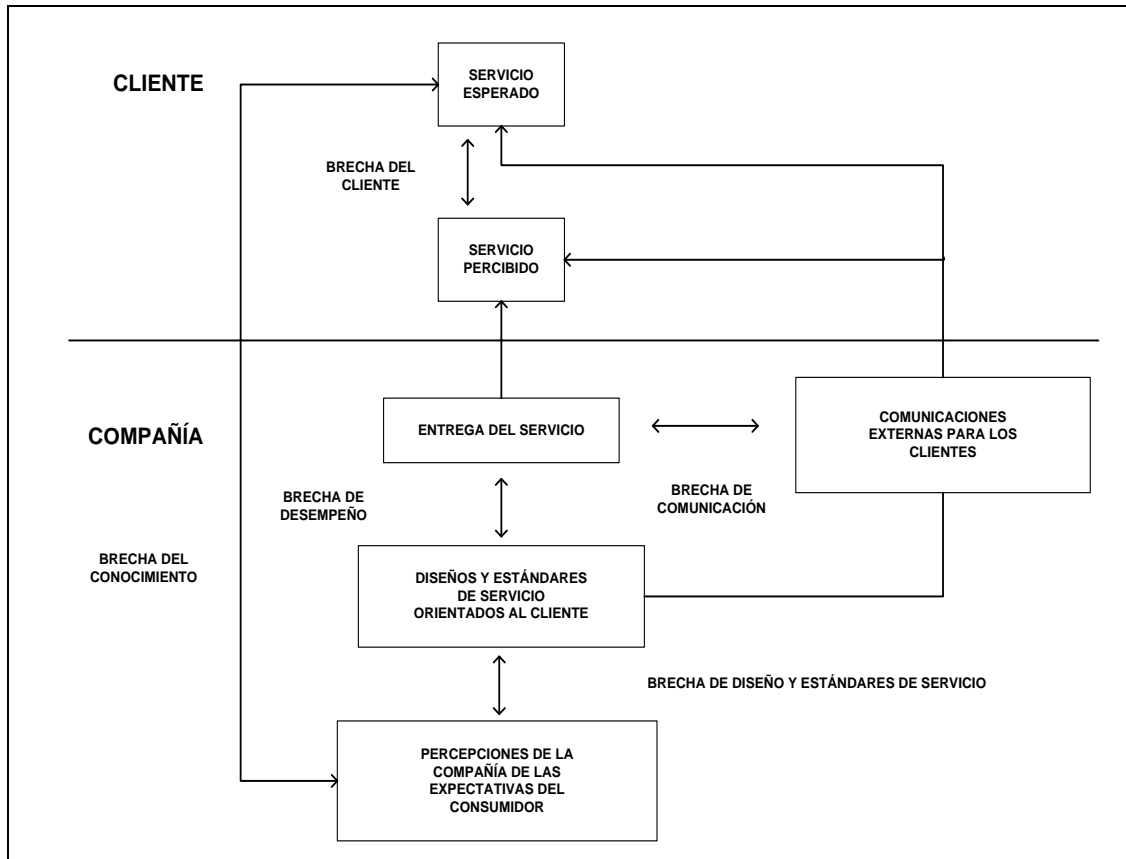 CLIENTE
SERVICIO
ESPERADO
BRECHA DEL
CLIENTE
SERVICIO
PERCIBIDO
COMPAÑÍA
ENTREGA DEL SERVICIO
COMUNICACIONES
EXTERNAS PARA LOS
CLIENTES
BRECHA DE
DESEMPEÑO
BRECHA DE
COMUNICACIÓN
BRECHA DEL
CONOCIMIENTO
DISEÑOS Y ESTÁNDARES
DE SERVICIO
ORIENTADOS AL CLIENTE
BRECHA DE DISEÑO Y ESTÁNDARES DE SERVICIO
PERCEPCIONES DE LA
COMPAÑÍA DE LAS
EXPECTATIVAS DEL
CONSUMIDOR